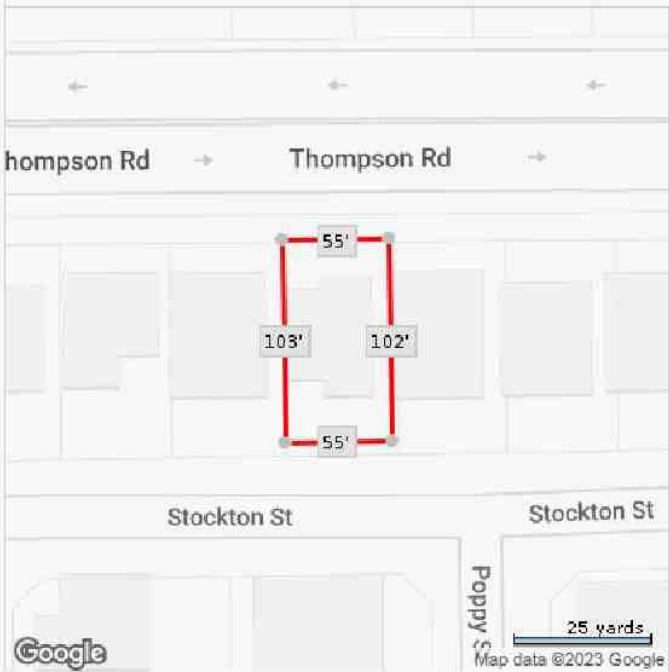 hompson Rd
Thompson Rd
55'
103'
102'
55'
Stockton St
Stockton St
Poppy S
25 yards
Google
Map data ©2023 Google